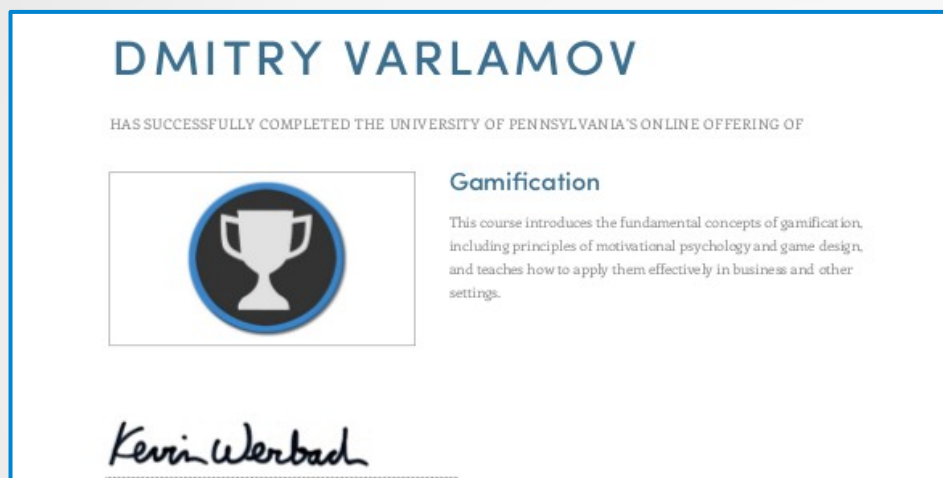 DMITRY VARLAMOV
HAS SUCCESSFULLY COMPLETED THE UNIVERSITY OF PENNSYLVANIA'S ONLINE OFFERING OF
Gamification
This course introduces the fundamental concepts of gamification,
including principles of motivational psychology and game design,
and teaches how to apply them effectively in business and other
settings.
Kevin Werbach